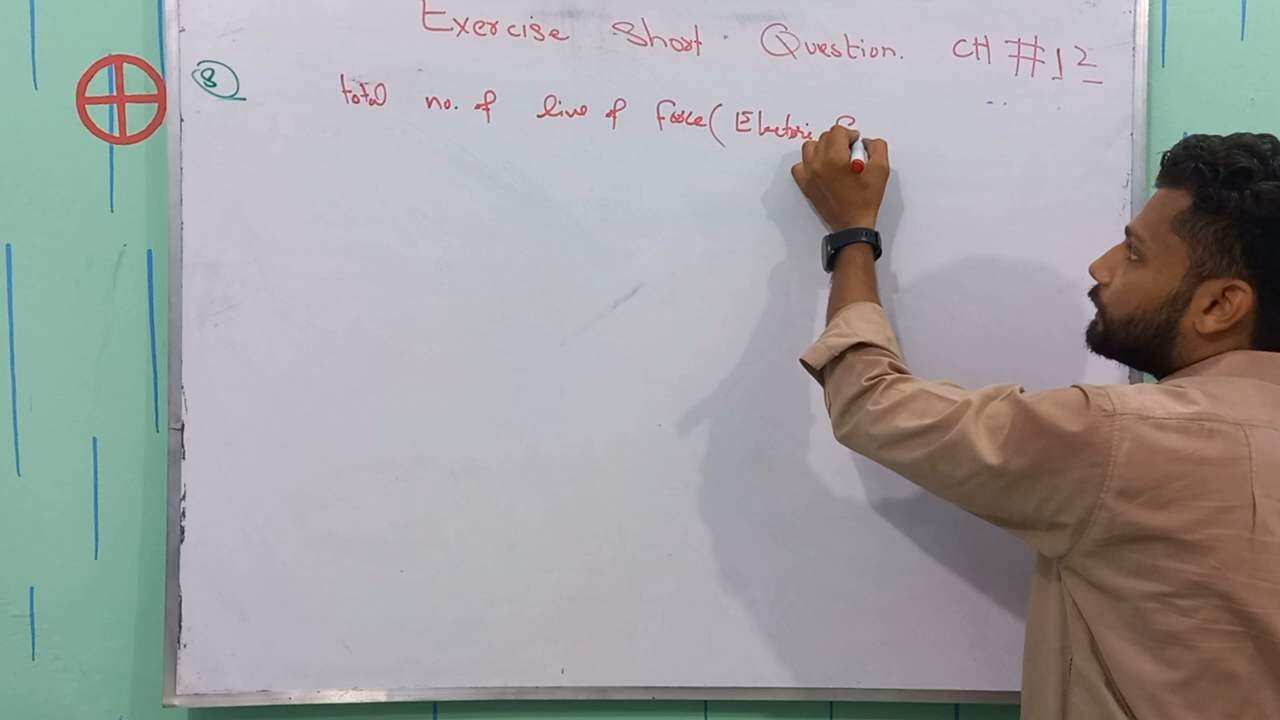 Exercise Short Question. CH #12
8 total no. of line of force( Electric